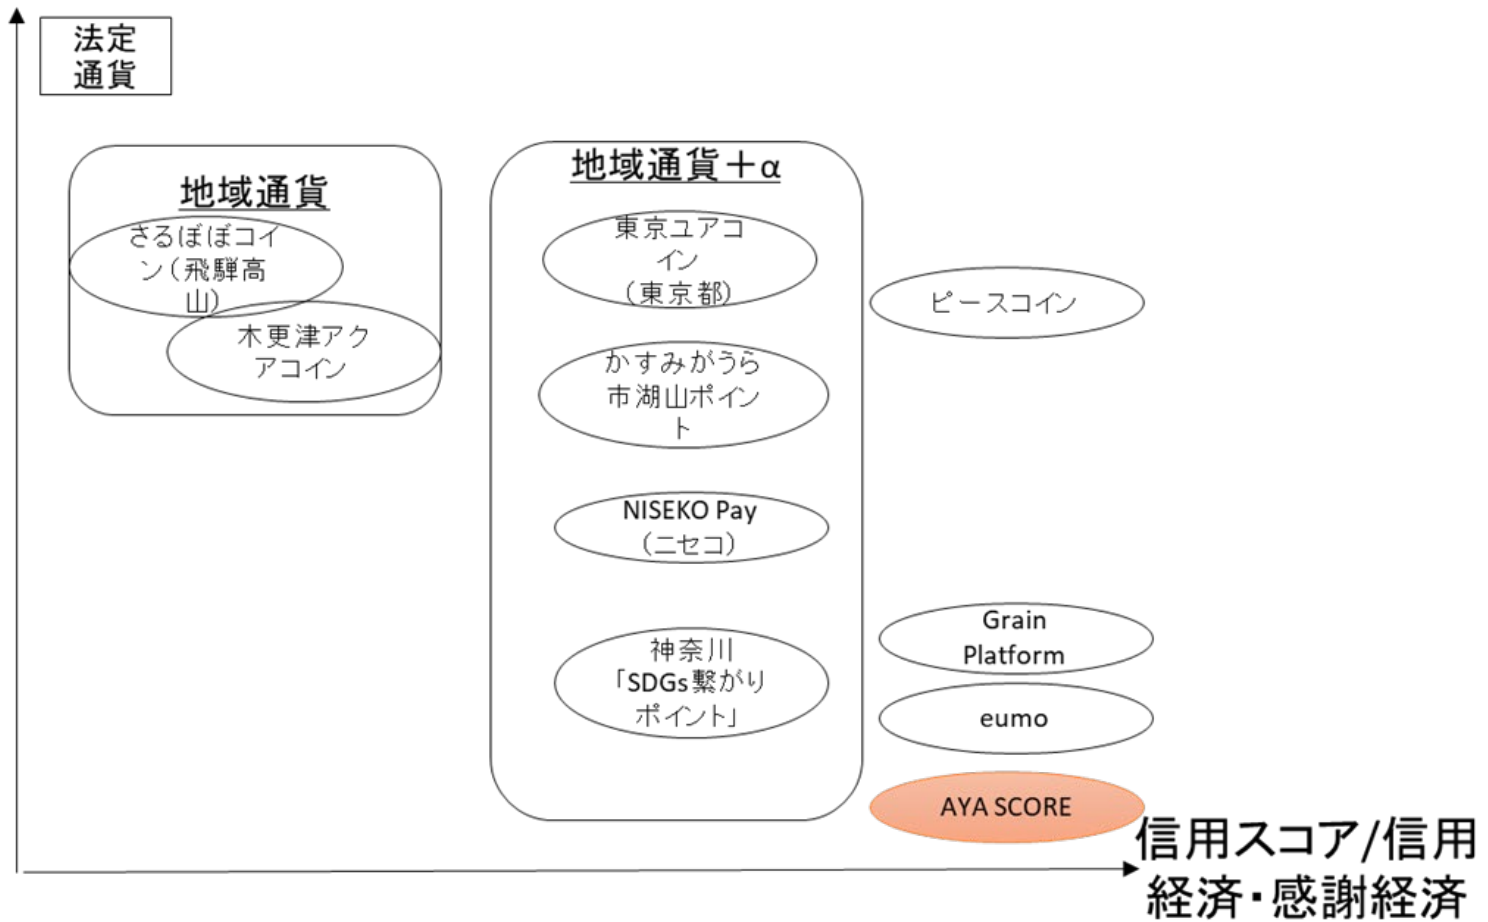 法定
通貨
地域通貨
さるぼぼコイ
ン（飛騨高
山）
木更津アク
アコイン
地域通貨＋α
東京ユアコ
イン
（東京都）
かすみがうら
市湖山ポイン
ト
NISEKO Pay
（ニセコ）
神奈川
「SDGs繋がり
ポイント」
ピースコイン
Grain
Platform
eumo
AYA SCORE
信用スコア/信用
経済・感謝経済